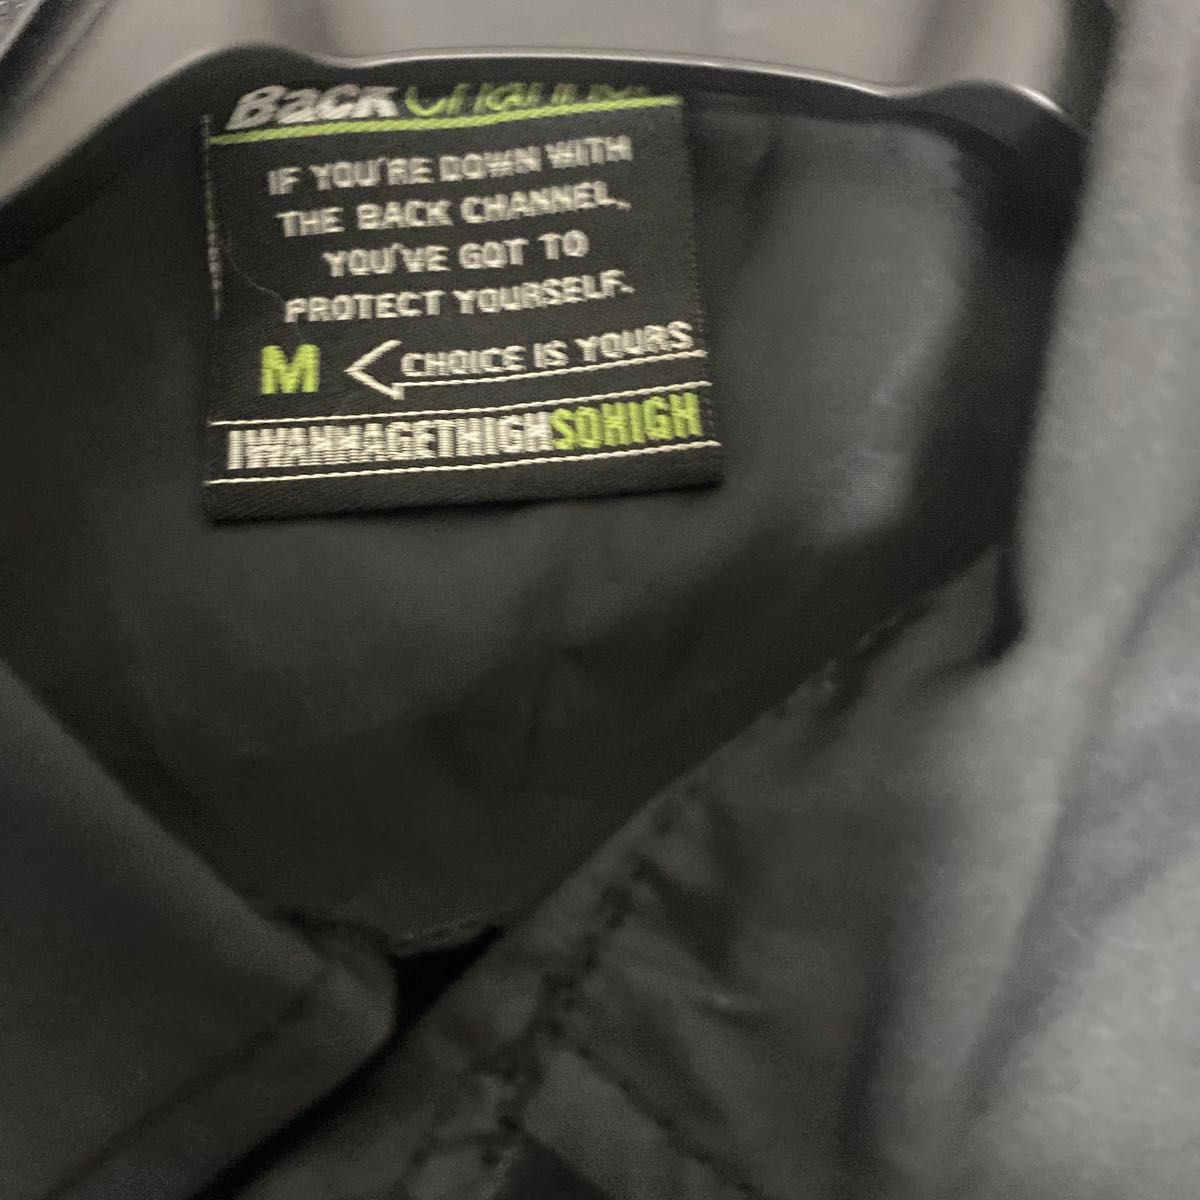 Back Channel
IF YOU'RE DOWN WITH
THE BACK CHANNEL,
YOU'VE GOT TO
PROTECT YOURSELF.
M CHOICE IS YOURS
IWANNAGETHIGHSOHIGH